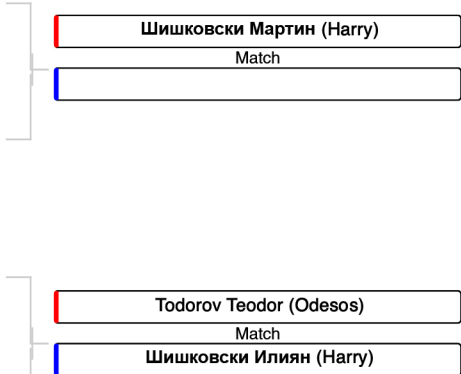 Шишковски Мартин (Harry)
Match
Todorov Teodor (Odesos)
Match
Шишковски Илиян (Harry)